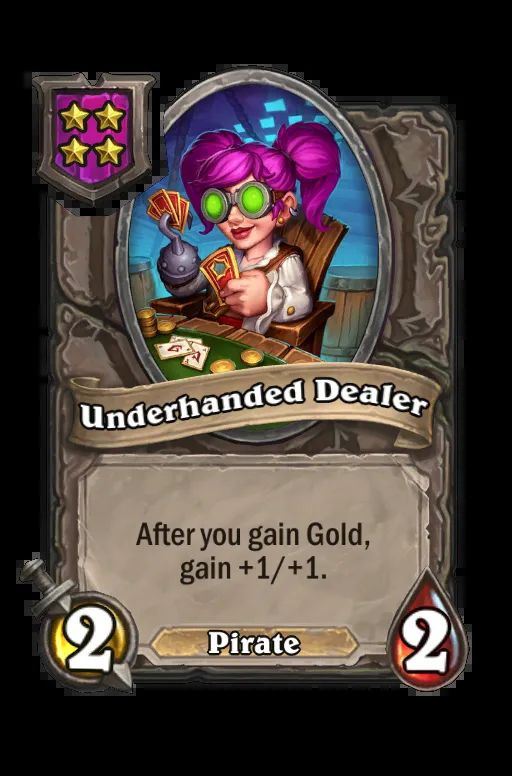 Underhanded Dealer
After you gain Gold,
gain +1/+1.
2
Pirate
2